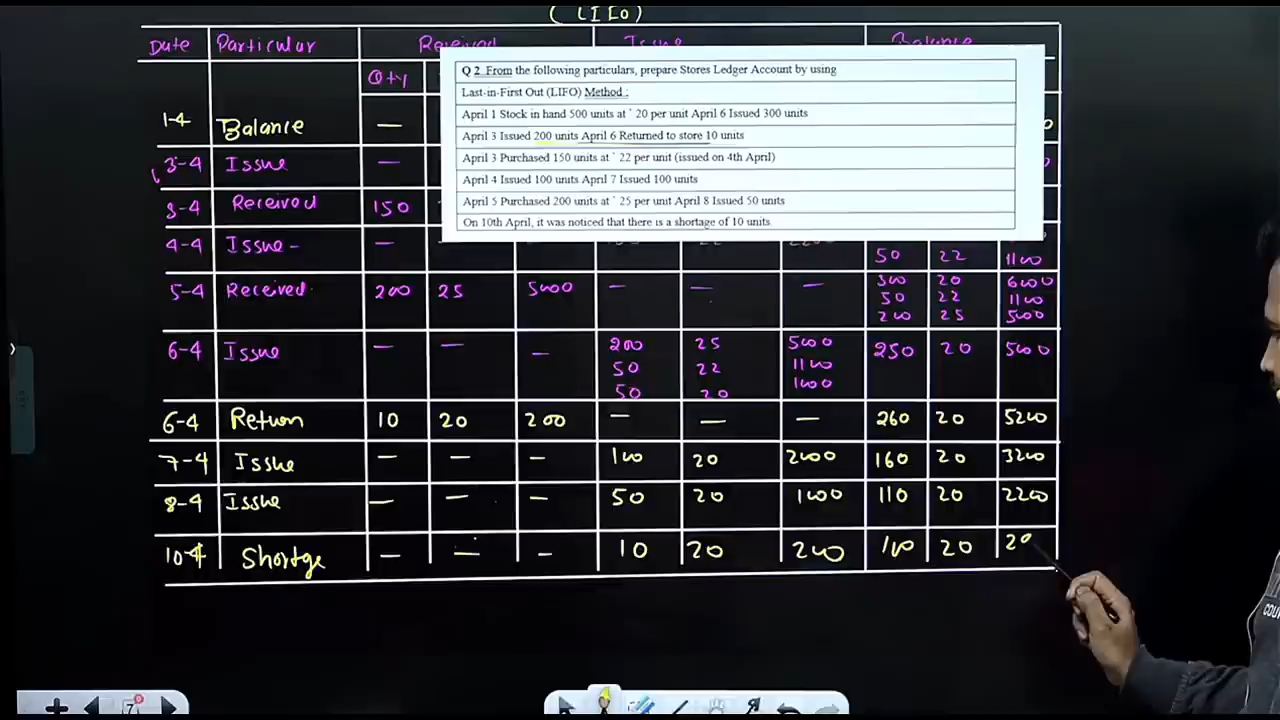 (LIFO)
Date Particular Received Issue Balance
Qty
Q 2 From the following particulars, prepare Stores Ledger Account by using
Last-in-First Out (LIFO) Method :
April 1 Stock in hand 500 units at ` 20 per unit April 6 Issued 300 units
April 3 Issued 200 units April 6 Returned to store 10 units
April 3 Purchased 150 units at ` 22 per unit (issued on 4th April)
April 4 Issued 100 units April 7 Issued 100 units
April 5 Purchased 200 units at ` 25 per unit April 8 Issued 50 units
On 10th April, it was noticed that there is a shortage of 10 units
1-4 Balance —
3-4 Issue —
3-4 Received 150
4-4 Issue - —
50 22 1100
5-4 Received 200 25 5000 — — — 300 20 6000
50 22 1100
200 25 5000
6-4 Issue — — — 200 25 5000 250 20 5000
50 22 1100
50 20 1000
6-4 Return 10 20 200 — — — 260 20 5200
7-4 Issue — — — 100 20 2000 160 20 3200
8-4 Issue — — — 50 20 1000 110 20 2200
10-4 Shortge — — — 10 20 200 100 20 20
7